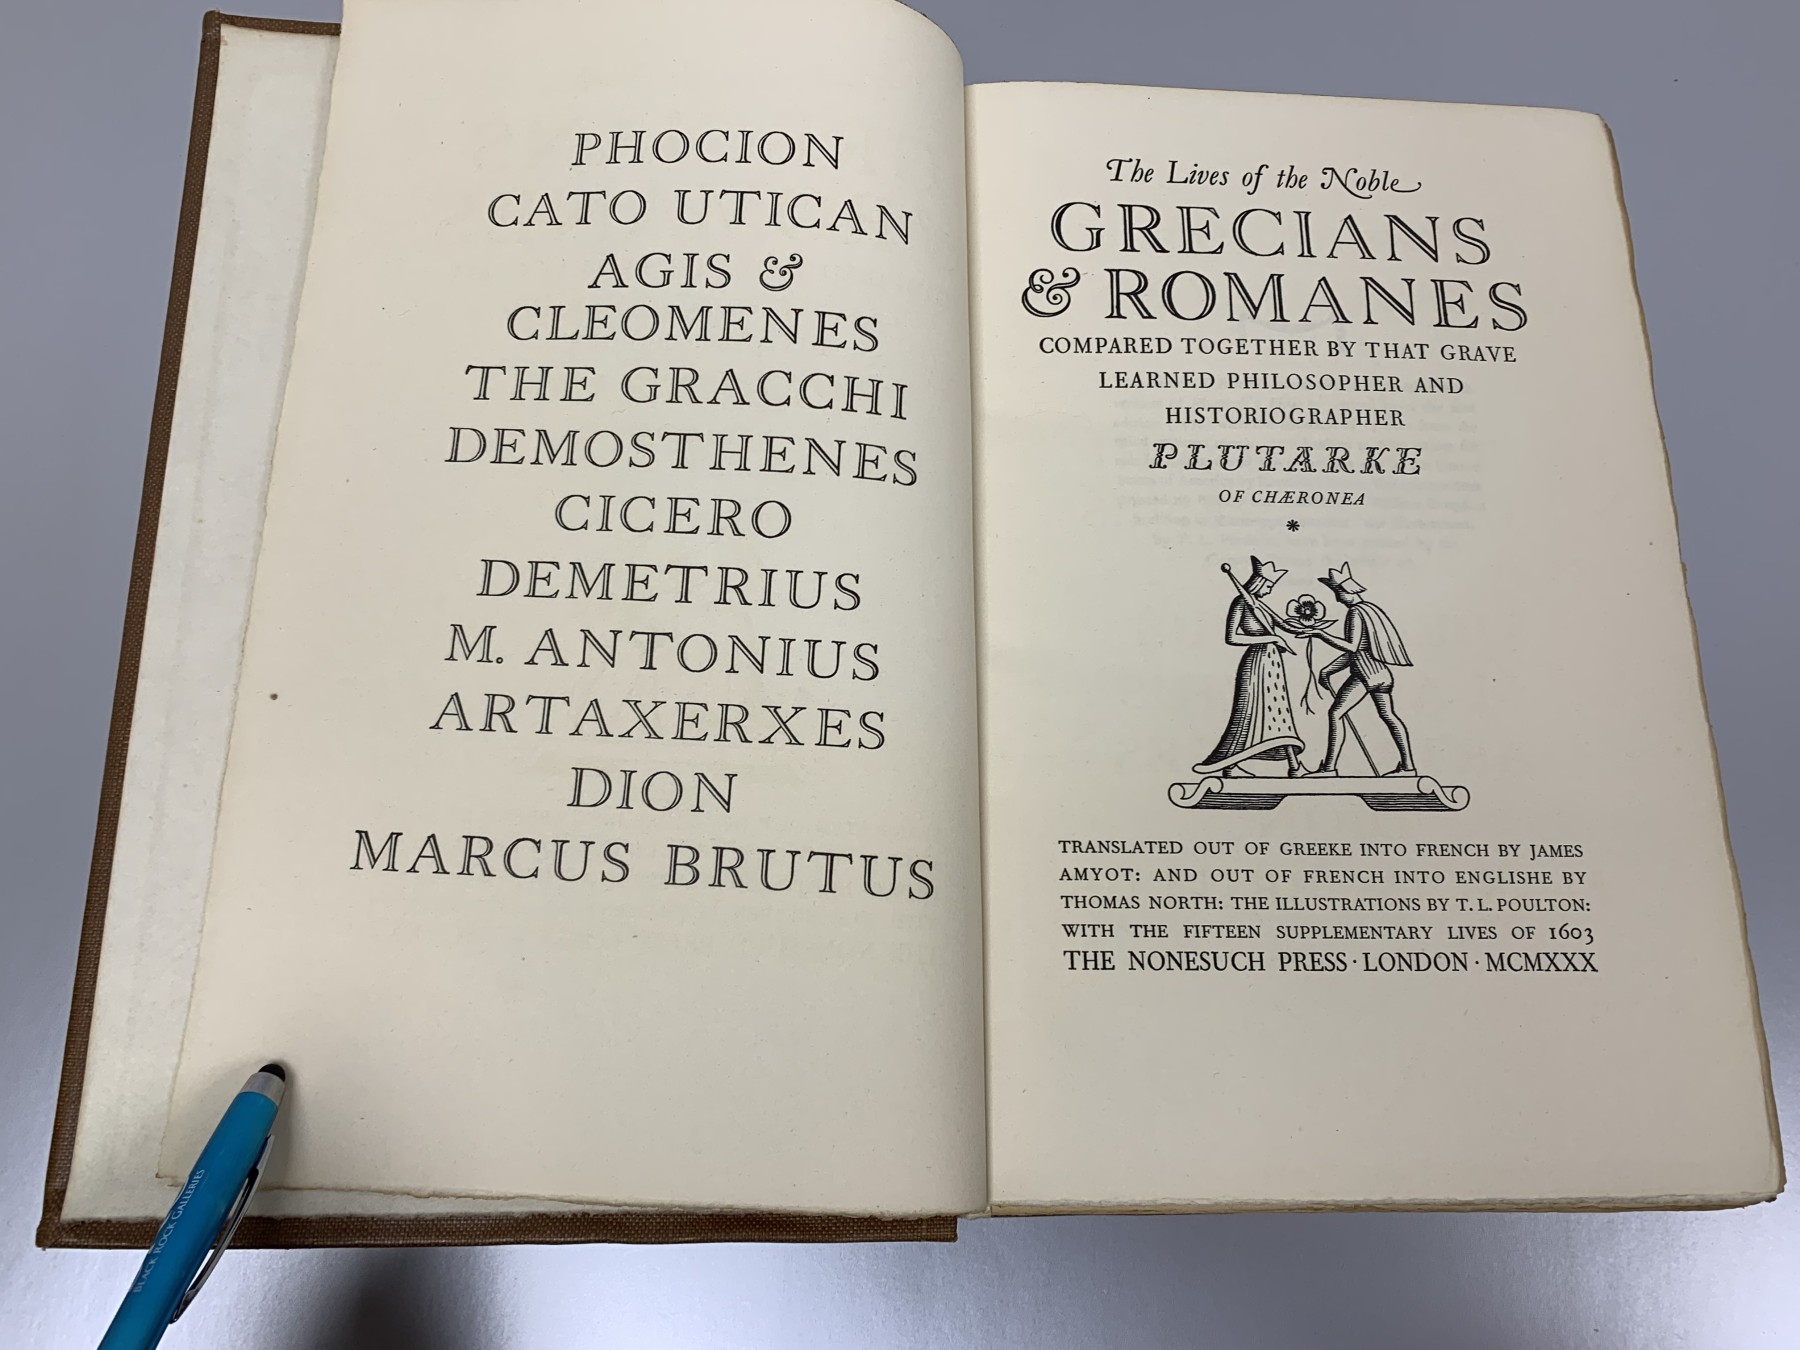 PHOCION
CATO UTICAN
AGIS &
CLEOMENES
THE GRACCHI
DEMOSTHENES
CICERO
DEMETRIUS
M. ANTONIUS
ARTAXERXES
DION
MARCUS BRUTUS
The Lives of the Noble
GRECIANS
& ROMANES
COMPARED TOGETHER BY THAT GRAVE
LEARNED PHILOSOPHER AND
HISTORIOGRAPHER
PLUTARKE
OF CHÆRONEA
*
TRANSLATED OUT OF GREEKE INTO FRENCH BY JAMES
AMYOT: AND OUT OF FRENCH INTO ENGLISHE BY
THOMAS NORTH: THE ILLUSTRATIONS BY T. L. POULTON:
WITH THE FIFTEEN SUPPLEMENTARY LIVES OF 1603
THE NONESUCH PRESS · LONDON · MCMXXX
BLACK ROCK GALLERIES